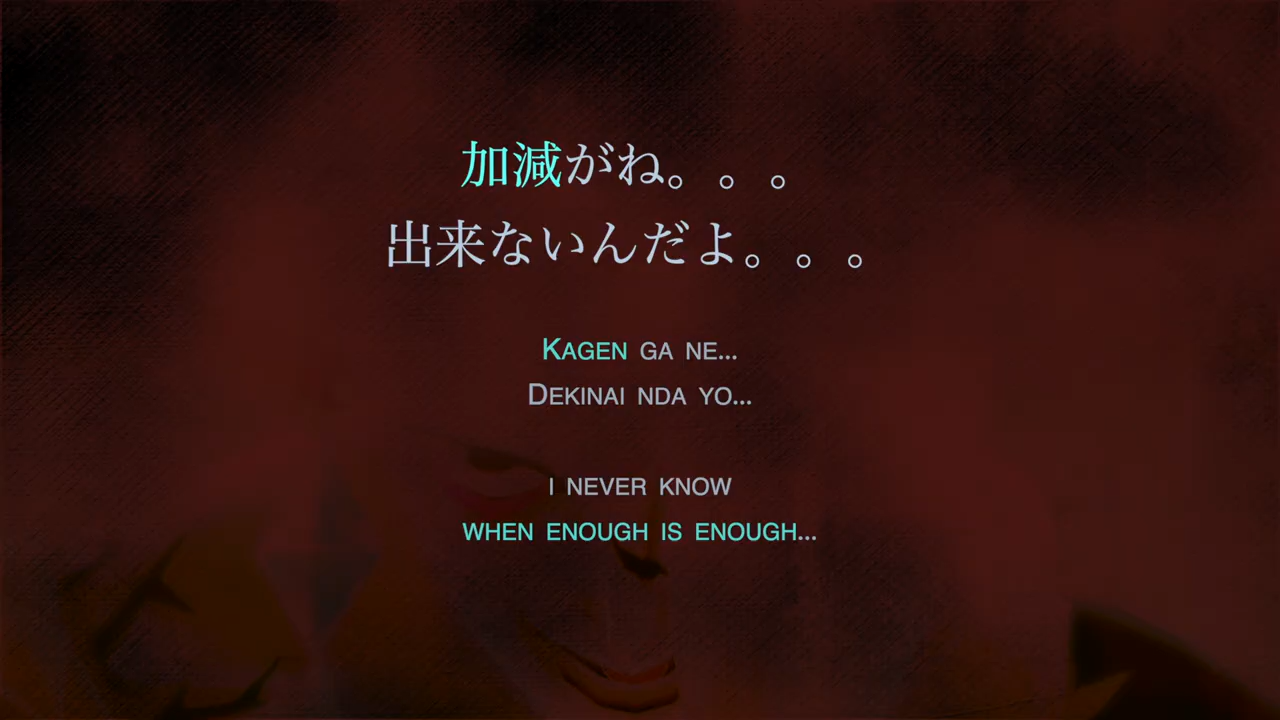 加減がね。。。
出来ないんだよ。。。
KAGEN GA NE...
DEKINAI NDA YO...
I NEVER KNOW
WHEN ENOUGH IS ENOUGH...